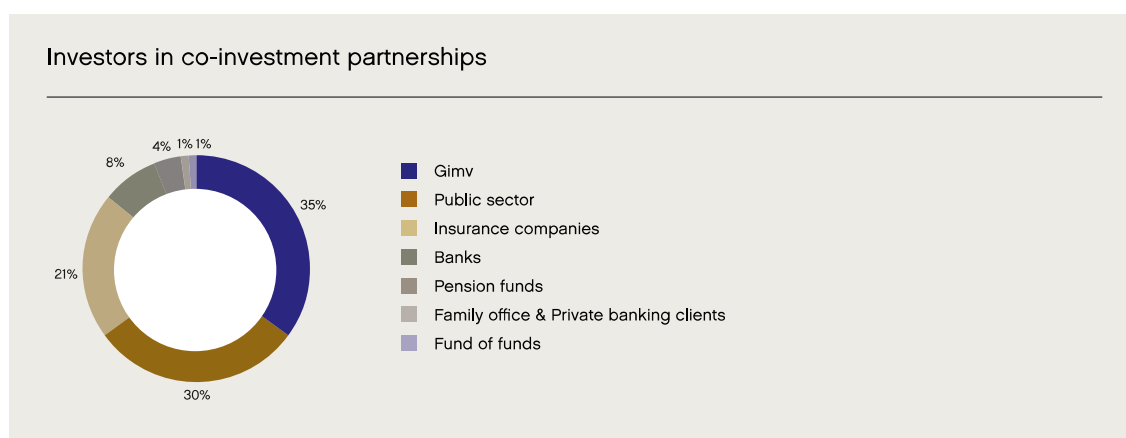 Investors in co-investment partnerships
4% 1% 1%
8%
35%
21%
30%
Gimv
Public sector
Insurance companies
Banks
Pension funds
Family office & Private banking clients
Fund of funds